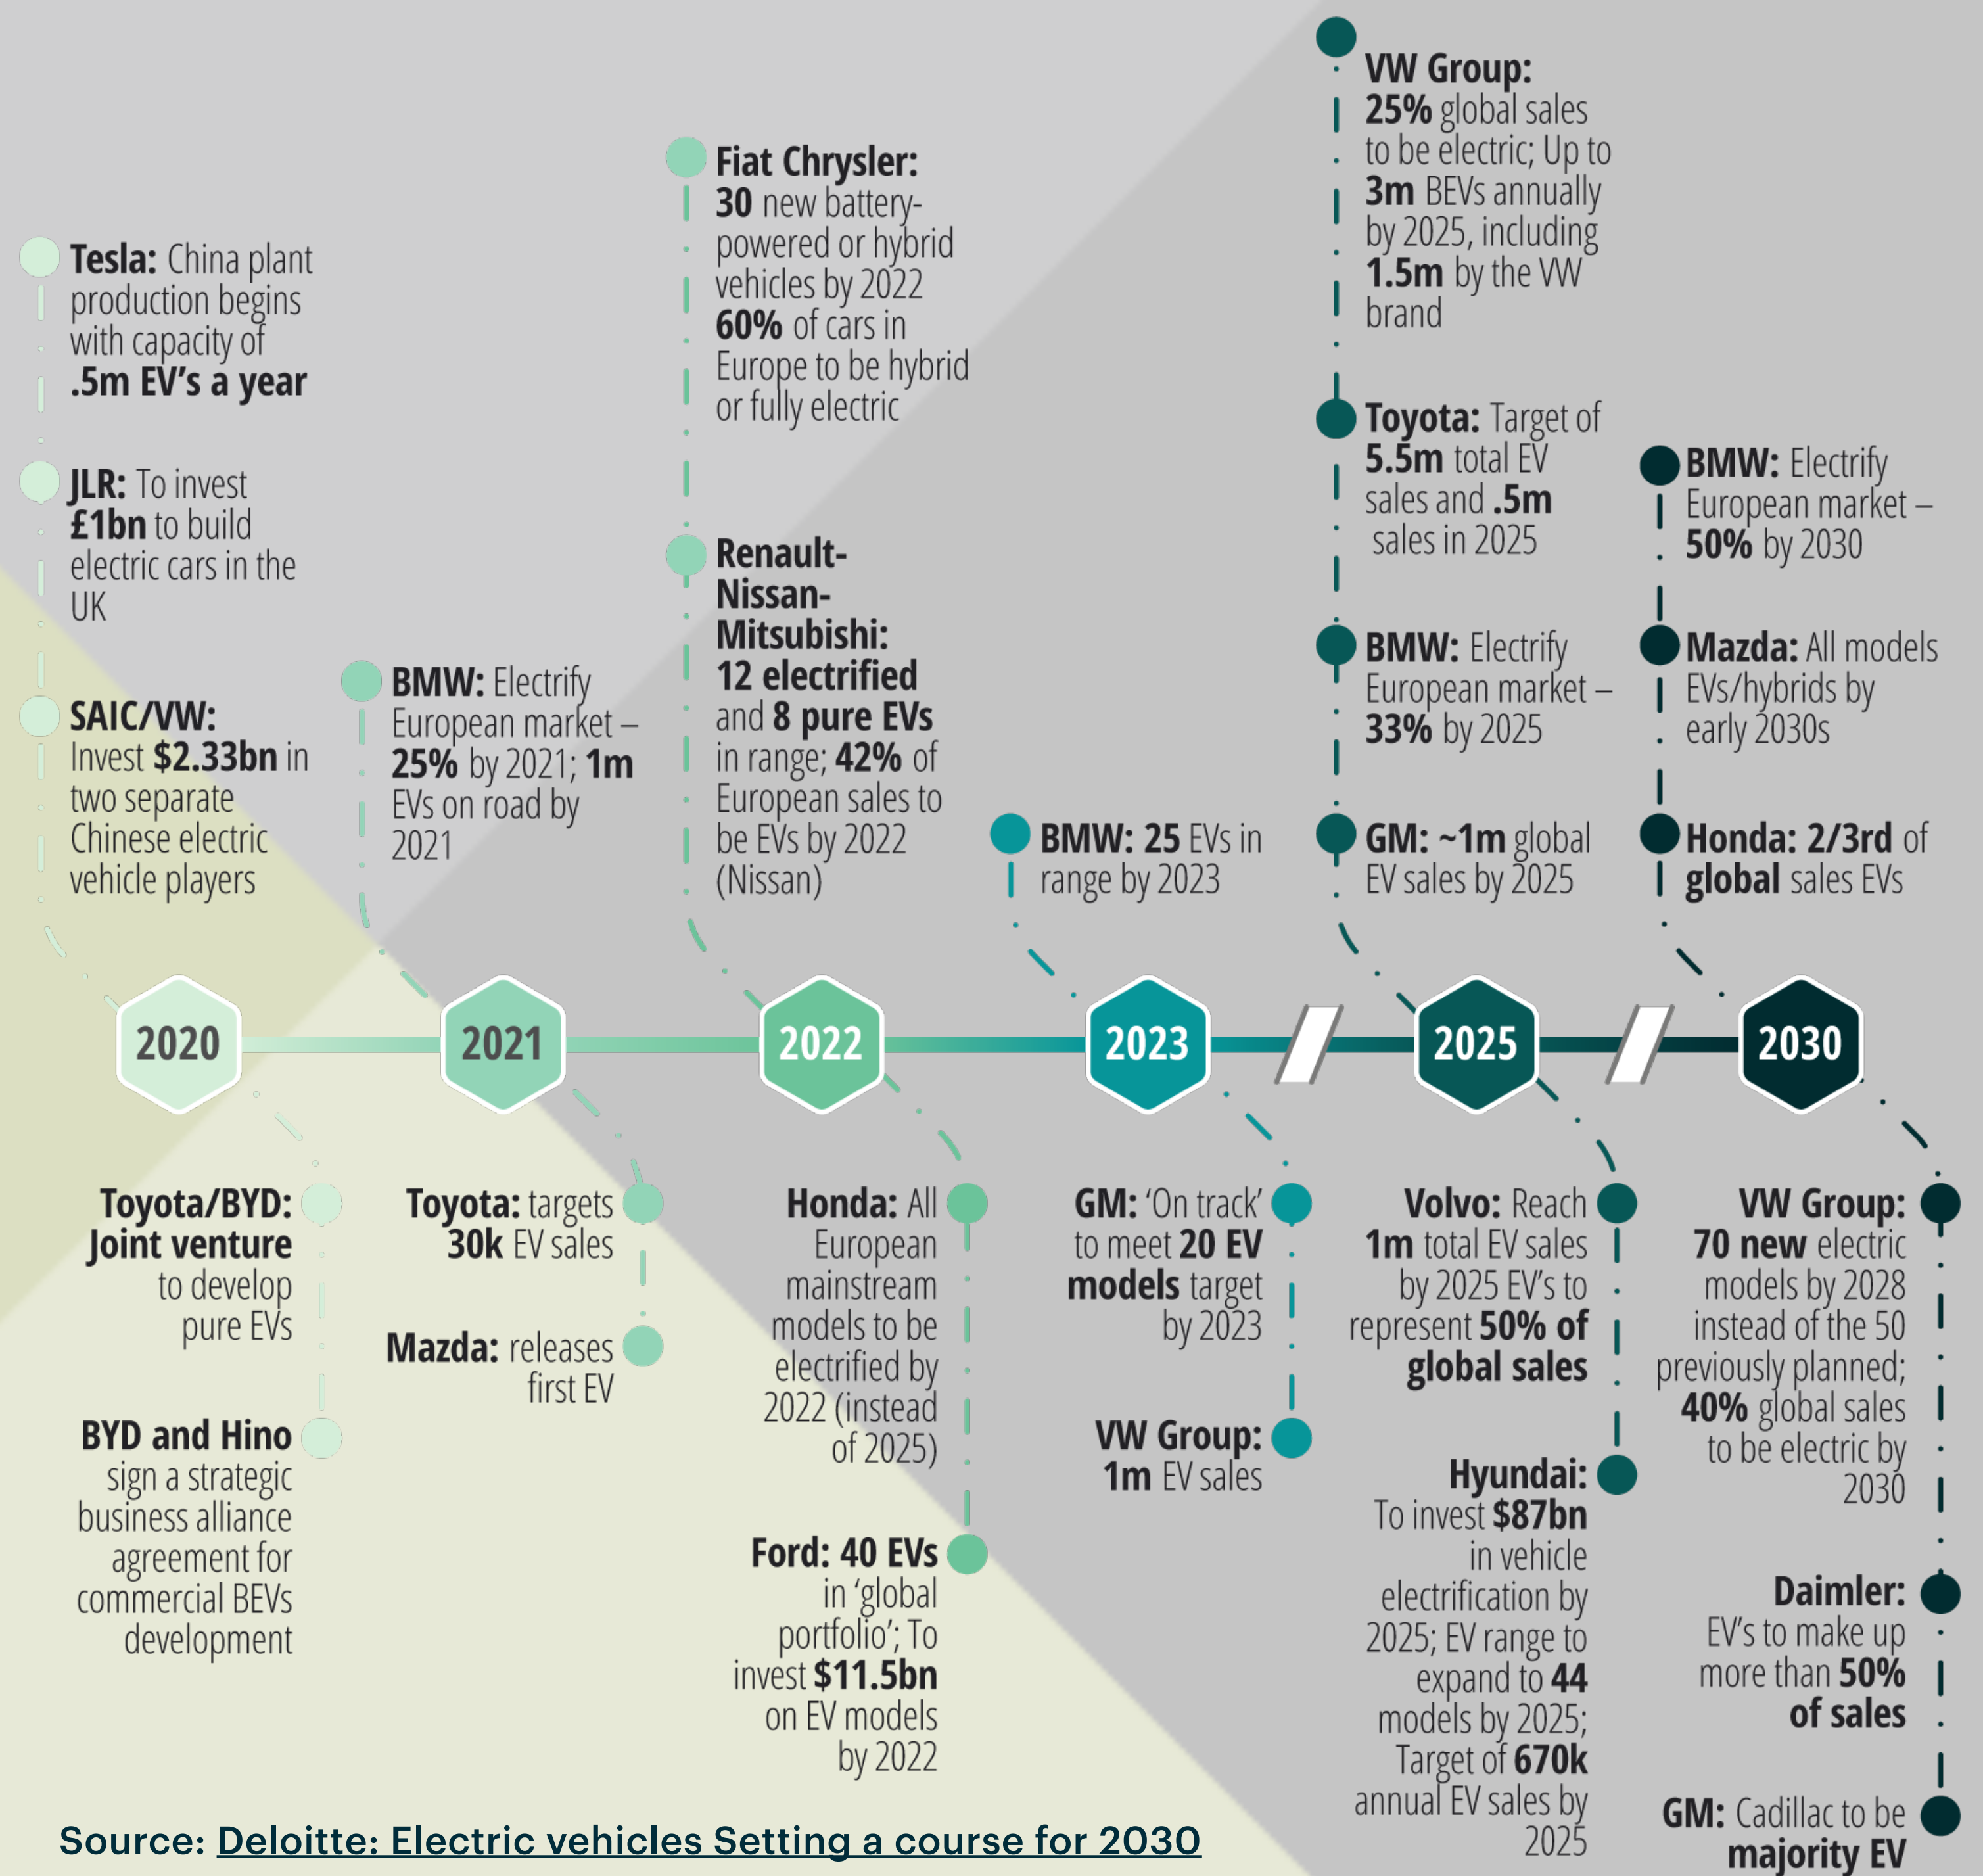 Tesla: China plant
production begins
with capacity of
.5m EV’s a year
JLR: To invest
£1bn to build
electric cars in the
UK
SAIC/VW:
Invest $2.33bn in
two separate
Chinese electric
vehicle players
BMW: Electrify
European market –
25% by 2021; 1m
EVs on road by
2021
Fiat Chrysler:
30 new battery-
powered or hybrid
vehicles by 2022
60% of cars in
Europe to be hybrid
or fully electric
Renault-
Nissan-
Mitsubishi:
12 electrified
and 8 pure EVs
in range; 42% of
European sales to
be EVs by 2022
(Nissan)
BMW: 25 EVs in
range by 2023
VW Group:
25% global sales
to be electric; Up to
3m BEVs annually
by 2025, including
1.5m by the VW
brand
Toyota: Target of
5.5m total EV
sales and .5m
sales in 2025
BMW: Electrify
European market –
33% by 2025
GM: ~1m global
EV sales by 2025
BMW: Electrify
European market –
50% by 2030
Mazda: All models
EVs/hybrids by
early 2030s
Honda: 2/3rd of
global sales EVs
2020
2021
2022
2023
2025
2030
Toyota/BYD:
Joint venture
to develop
pure EVs
BYD and Hino
sign a strategic
business alliance
agreement for
commercial BEVs
development
Toyota: targets
30k EV sales
Mazda: releases
first EV
Honda: All
European
mainstream
models to be
electrified by
2022 (instead
of 2025)
Ford: 40 EVs
in ‘global
portfolio’; To
invest $11.5bn
on EV models
by 2022
GM: ‘On track’
to meet 20 EV
models target
by 2023
VW Group:
1m EV sales
Volvo: Reach
1m total EV sales
by 2025 EV’s to
represent 50% of
global sales
Hyundai:
To invest $87bn
in vehicle
electrification by
2025; EV range to
expand to 44
models by 2025;
Target of 670k
annual EV sales by
2025
VW Group:
70 new electric
models by 2028
instead of the 50
previously planned;
40% global sales
to be electric by
2030
Daimler:
EV’s to make up
more than 50%
of sales
GM: Cadillac to be
majority EV
Source: Deloitte: Electric vehicles Setting a course for 2030